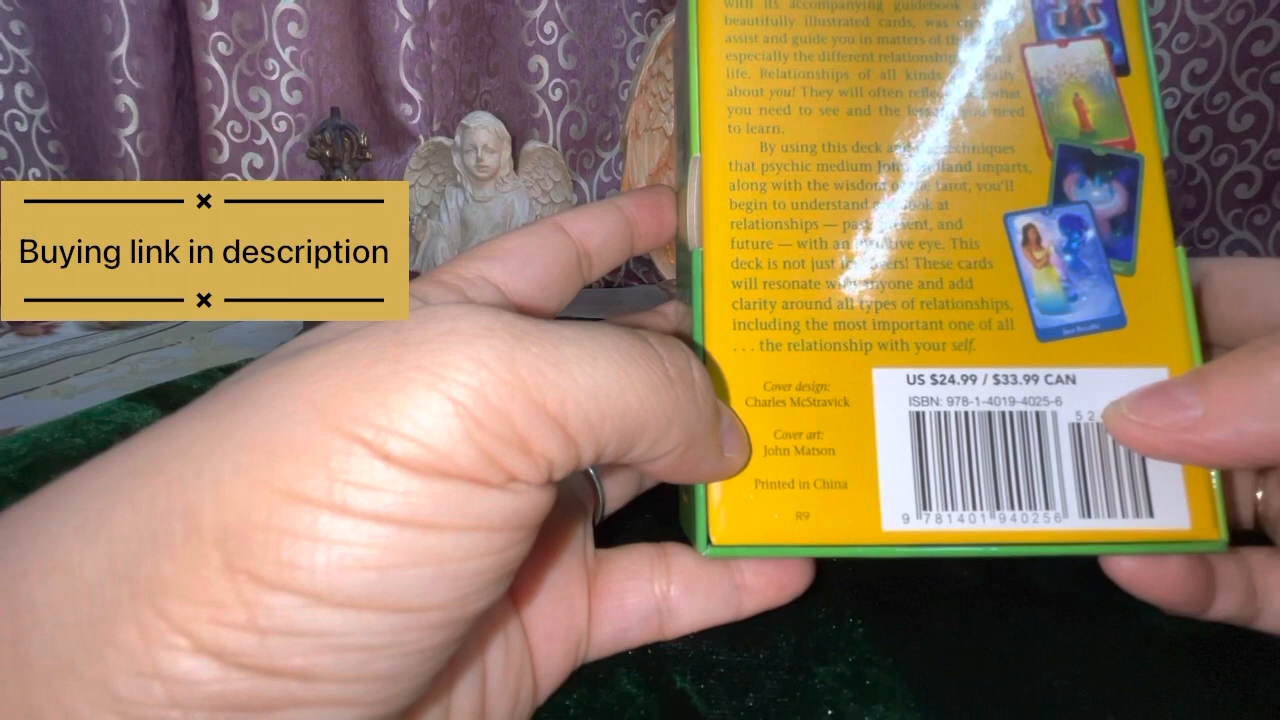 with its accompanying guidebook
beautifully illustrated cards, was
assist and guide you in matters of
especially the different relationships
life. Relationships of all kinds
about you! They will often what
you need to see and the you need
to learn.
By using this deck techniques
that psychic medium John imparts,
along with the wisdom the tarot, you'll
begin to understand look at
relationships — past, present, and
future — with an eye. This
deck is not just These cards
will resonate with anyone and add
clarity around all types of relationships,
including the most important one of all
. . . the relationship with your self.
Buying link in description
Cover design:
Charles McStravick
Cover art:
John Matson
Printed in China
R9
US $24.99 / $33.99 CAN
ISBN: 978-1-4019-4025-6
5 2
9 781401 940256